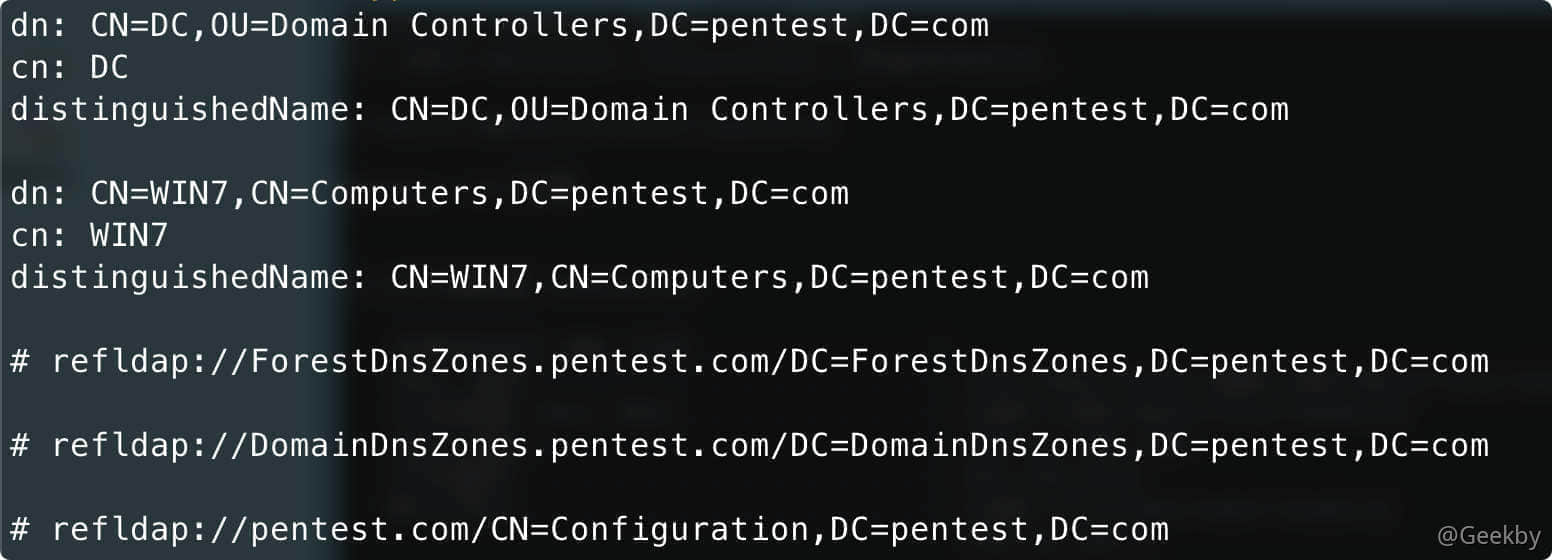 dn: CN=DC,OU=Domain Controllers,DC=pentest,DC=com
cn: DC
distinguishedName: CN=DC,OU=Domain Controllers,DC=pentest,DC=com
dn: CN=WIN7,CN=Computers,DC=pentest,DC=com
cn: WIN7
distinguishedName: CN=WIN7,CN=Computers,DC=pentest,DC=com
# refldap://ForestDnsZones.pentest.com/DC=ForestDnsZones,DC=pentest,DC=com
# refldap://DomainDnsZones.pentest.com/DC=DomainDnsZones,DC=pentest,DC=com
# refldap://pentest.com/CN=Configuration,DC=pentest,DC=com
@Geekby